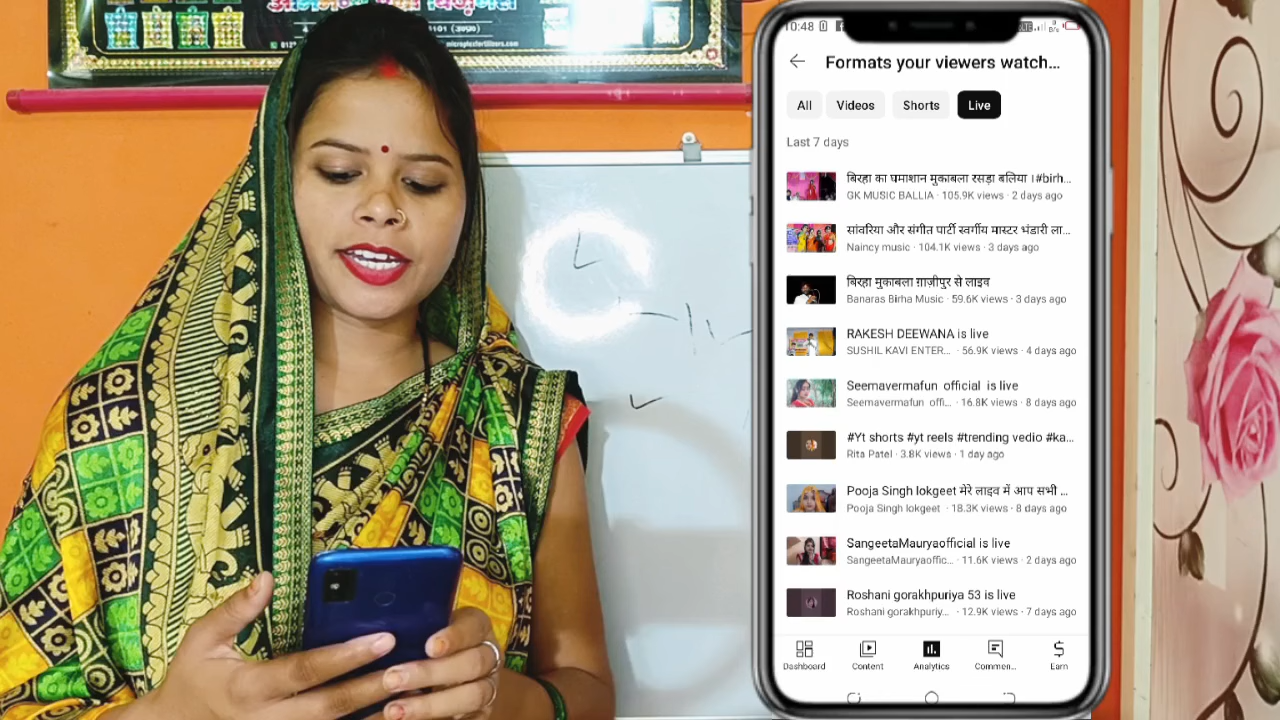 1101 (उ०प्र०)
microplexfertilizers.com
10:48
Formats your viewers watch...
All Videos Shorts Live
Last 7 days
बिरहा का घमाशान मुकाबला रसड़ा बलिया ।#birh...
GK MUSIC BALLIA · 105.9K views · 2 days ago
सांवरिया और संगीत पार्टी स्वर्गीय मास्टर भंडारी ला...
Naincy music · 104.1K views · 3 days ago
बिरहा मुकाबला ग़ाज़ीपुर से लाइव
Banaras Birha Music · 59.6K views · 3 days ago
RAKESH DEEWANA is live
SUSHIL KAVI ENTER... · 56.9K views · 4 days ago
Seemavermafun official is live
Seemavermafun offi... · 16.8K views · 8 days ago
#Yt shorts #yt reels #trending vedio #ka...
Rita Patel · 3.8K views · 1 day ago
Pooja Singh lokgeet मेरे लाइव में आप सभी ...
Pooja Singh lokgeet · 18.3K views · 8 days ago
SangeetaMauryaofficial is live
SangeetaMauryaoffic... · 11.6K views · 2 days ago
Roshani gorakhpuriya 53 is live
Roshani gorakhpuriy... · 12.9K views · 7 days ago
Dashboard Content Analytics Commen... Earn